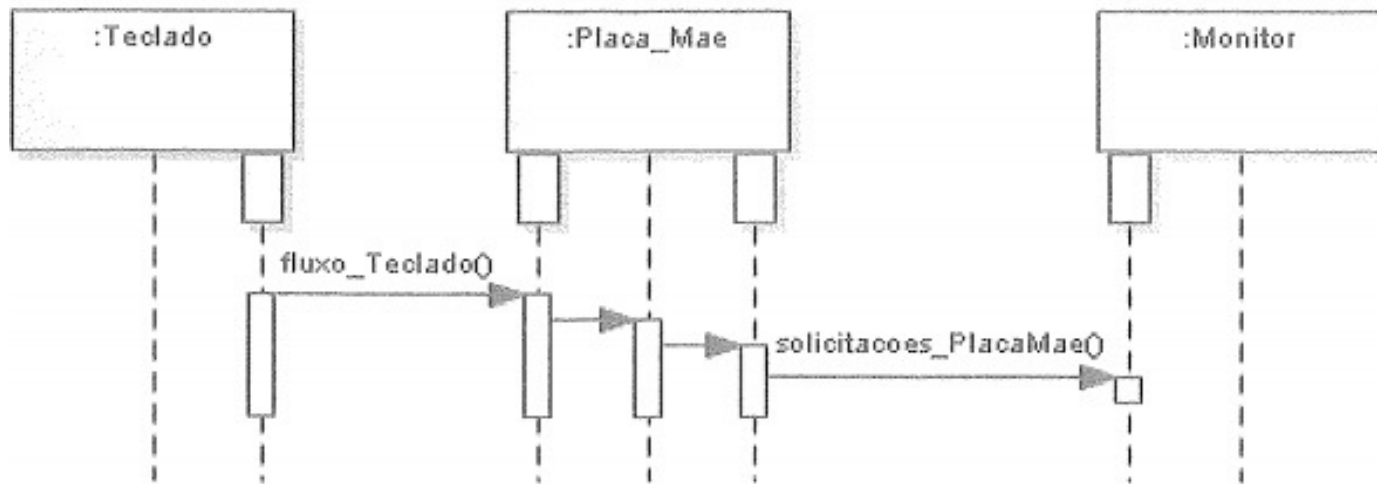 :Teclado
:Placa_Mae
:Monitor
fluxo_Teclado()
solicitacoes_PlacaMae()